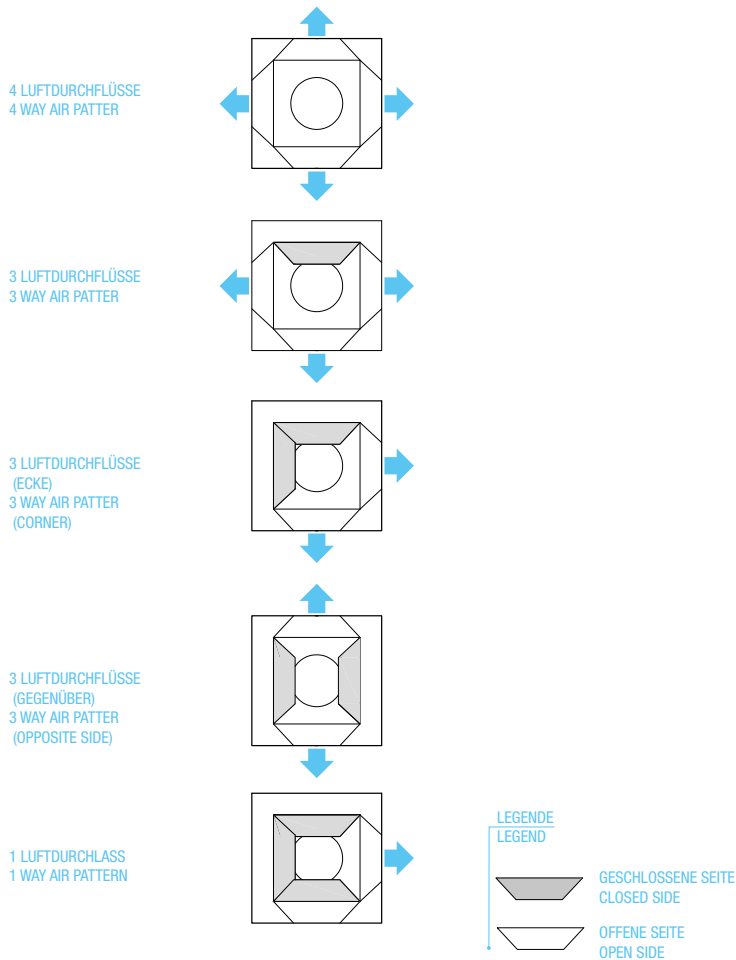 4 LUFTDURCHFLÜSSE
4 WAY AIR PATTER
3 LUFTDURCHFLÜSSE
3 WAY AIR PATTER
3 LUFTDURCHFLÜSSE
(ECKE)
3 WAY AIR PATTER
(CORNER)
3 LUFTDURCHFLÜSSE
(GEGENÜBER)
3 WAY AIR PATTER
(OPPOSITE SIDE)
1 LUFTDURCHLASS
1 WAY AIR PATTERN
LEGENDE
LEGEND
GESCHLOSSENE SEITE
CLOSED SIDE
OFFENE SEITE
OPEN SIDE